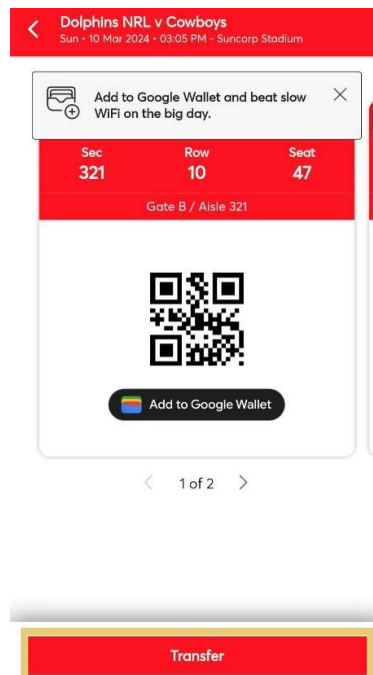 Dolphins NRL v Cowboys
Sun • 10 Mar 2024 • 03:05 PM - Suncorp Stadium
Add to Google Wallet and beat slow
WiFi on the big day.
Sec Row Seat
321 10 47
Gate B / Aisle 321
Add to Google Wallet
1 of 2
Transfer